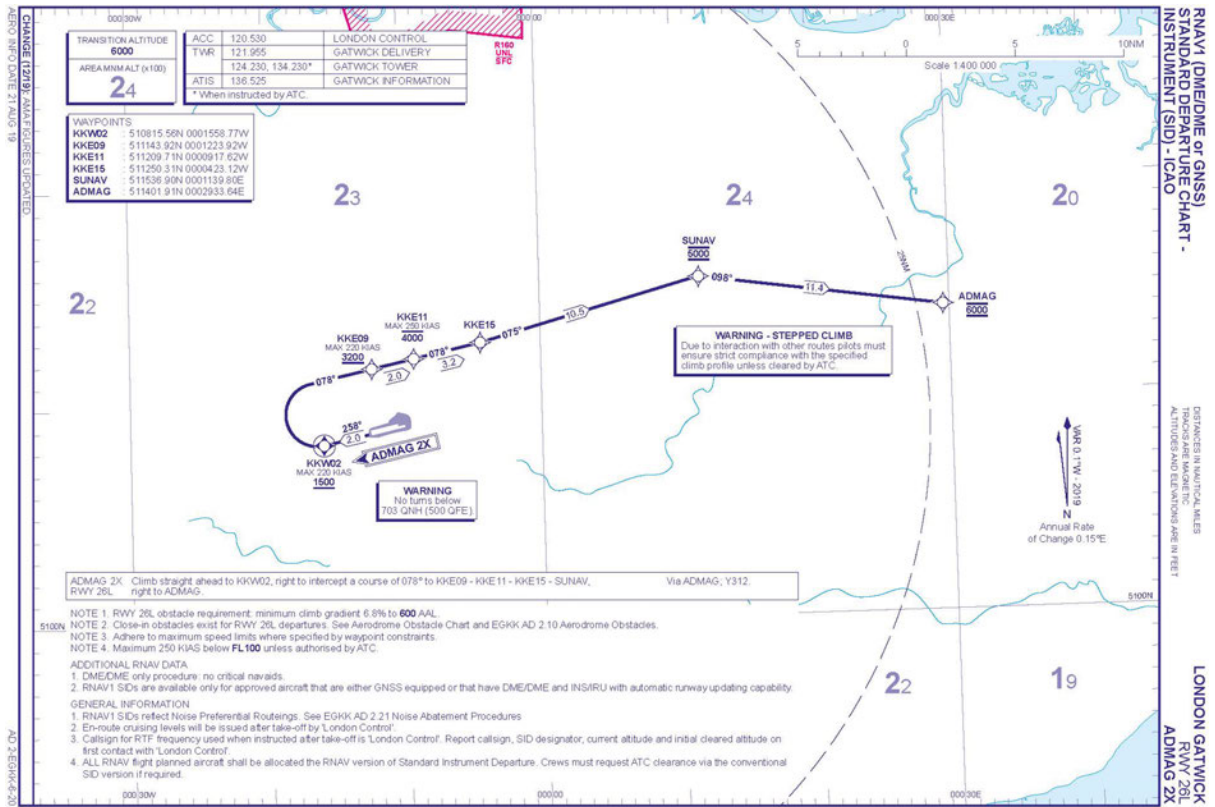 RNAV1 (DME/DME or GNSS)
STANDARD DEPARTURE CHART -
INSTRUMENT (SID) - ICAO
DISTANCES IN NAUTICAL MILES
TRACKS ARE MAGNETIC
ALTITUDES AND ELEVATIONS ARE IN FEET
LONDON GATWICK
RWY 26L
ADMAG 2X
CHANGE (12/19): AMA FIGURES UPDATED.
AERO INFO DATE 21 AUG 19
AD 2-EGKK-6-20
000 30W
000 00
000 30E
TRANSITION ALTITUDE
6000
AREA MNM ALT (x100)
24
ACC 120.530 LONDON CONTROL
TWR 121.955 GATWICK DELIVERY
124.230, 134.230* GATWICK TOWER
ATIS 136.525 GATWICK INFORMATION
* When instructed by ATC.
R160
UNL
SFC
5 0 5 10NM
Scale 1:400 000
WAYPOINTS
KKW02 : 510815.56N 0001558.77W
KKE09 : 511143.92N 0001223.92W
KKE11 : 511209.71N 0000917.62W
KKE15 : 511250.31N 0000423.12W
SUNAV : 511536.90N 0001139.80E
ADMAG : 511401.91N 0002933.64E
23
24
20
22
SUNAV
5000
098°
11.4
25NM
ADMAG
6000
KKE11
MAX 250 KIAS
4000
KKE15
075°
10.5
KKE09
MAX 220 KIAS
3200
078°
2.0
078°
3.2
258°
2.0
ADMAG 2X
KKW02
MAX 220 KIAS
1500
WARNING - STEPPED CLIMB
Due to interaction with other routes pilots must
ensure strict compliance with the specified
climb profile unless cleared by ATC.
WARNING
No turns below
703 QNH (500 QFE)
VAR 0.1°W - 2019
N
Annual Rate
of Change 0.15°E
ADMAG 2X Climb straight ahead to KKW02, right to intercept a course of 078° to KKE09 - KKE11 - KKE15 - SUNAV, Via ADMAG; Y312.
RWY 26L right to ADMAG.
5100N
5100N
NOTE 1. RWY 26L obstacle requirement: minimum climb gradient 6.8% to 600 AAL.
NOTE 2. Close-in obstacles exist for RWY 26L departures. See Aerodrome Obstacle Chart and EGKK AD 2.10 Aerodrome Obstacles.
NOTE 3. Adhere to maximum speed limits where specified by waypoint constraints.
NOTE 4. Maximum 250 KIAS below FL100 unless authorised by ATC.
ADDITIONAL RNAV DATA
1. DME/DME only procedure: no critical navaids.
2. RNAV1 SIDs are available only for approved aircraft that are either GNSS equipped or that have DME/DME and INS/IRU with automatic runway updating capability.
GENERAL INFORMATION
1. RNAV1 SIDs reflect Noise Preferential Routeings. See EGKK AD 2.21 Noise Abatement Procedures
2. En-route cruising levels will be issued after take-off by 'London Control'.
3. Callsign for RTF frequency used when instructed after take-off is 'London Control'. Report callsign, SID designator, current altitude and initial cleared altitude on
first contact with 'London Control'.
4. ALL RNAV flight planned aircraft shall be allocated the RNAV version of Standard Instrument Departure. Crews must request ATC clearance via the conventional
SID version if required.
22
19
000 30W
000 00
000 30E